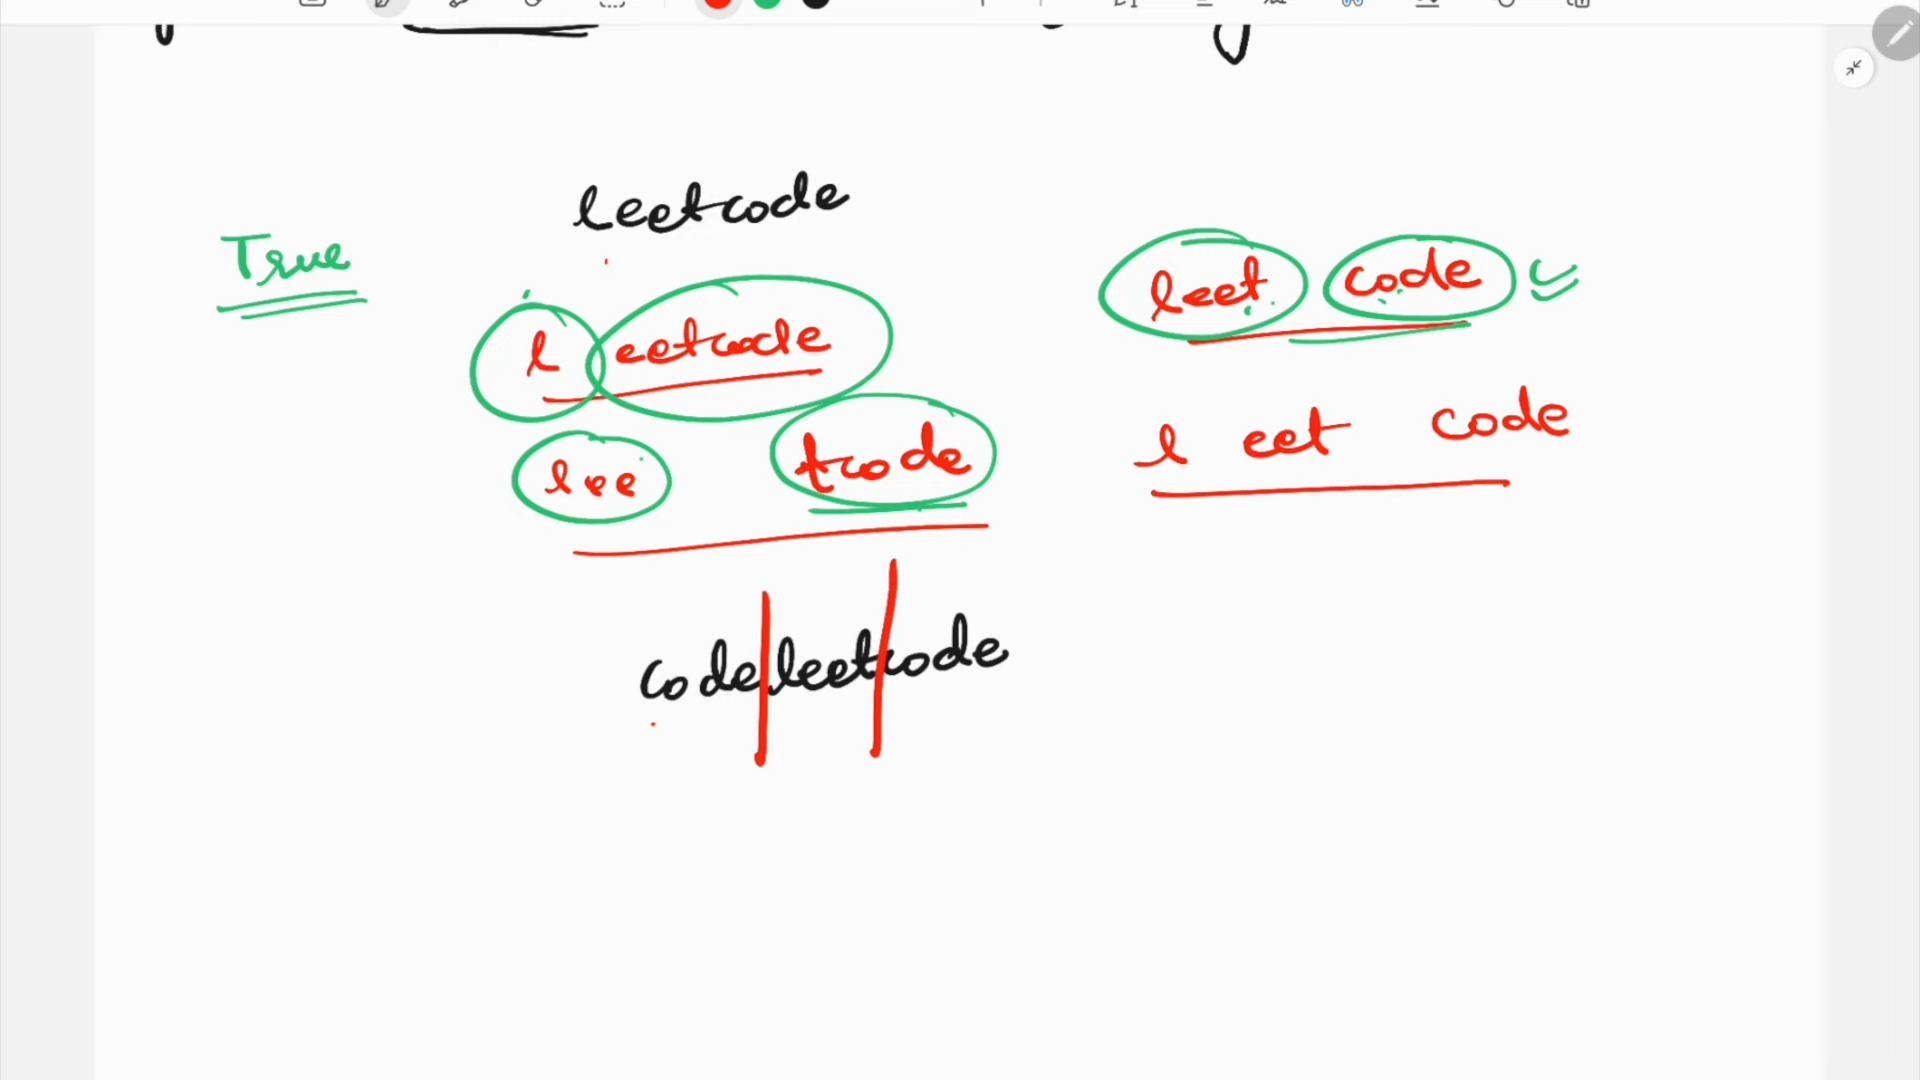 leetcode
True
leet code
l eetcode
l eet code
lee tcode
codeleetcode